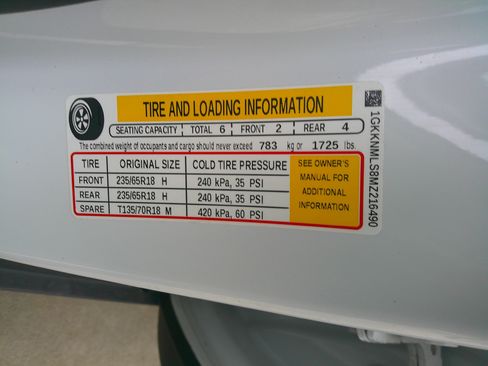 TIRE AND LOADING INFORMATION
SEATING CAPACITY TOTAL 6 FRONT 2 REAR 4
The combined weight of occupants and cargo should never exceed 783 kg or 1725 lbs.
TIRE ORIGINAL SIZE COLD TIRE PRESSURE
FRONT 235/65R18 H 240 kPa, 35 PSI
REAR 235/65R18 H 240 kPa, 35 PSI
SPARE T135/70R18 M 420 kPa, 60 PSI
SEE OWNER'S
MANUAL FOR
ADDITIONAL
INFORMATION
1GKKNMLS8MZ216490